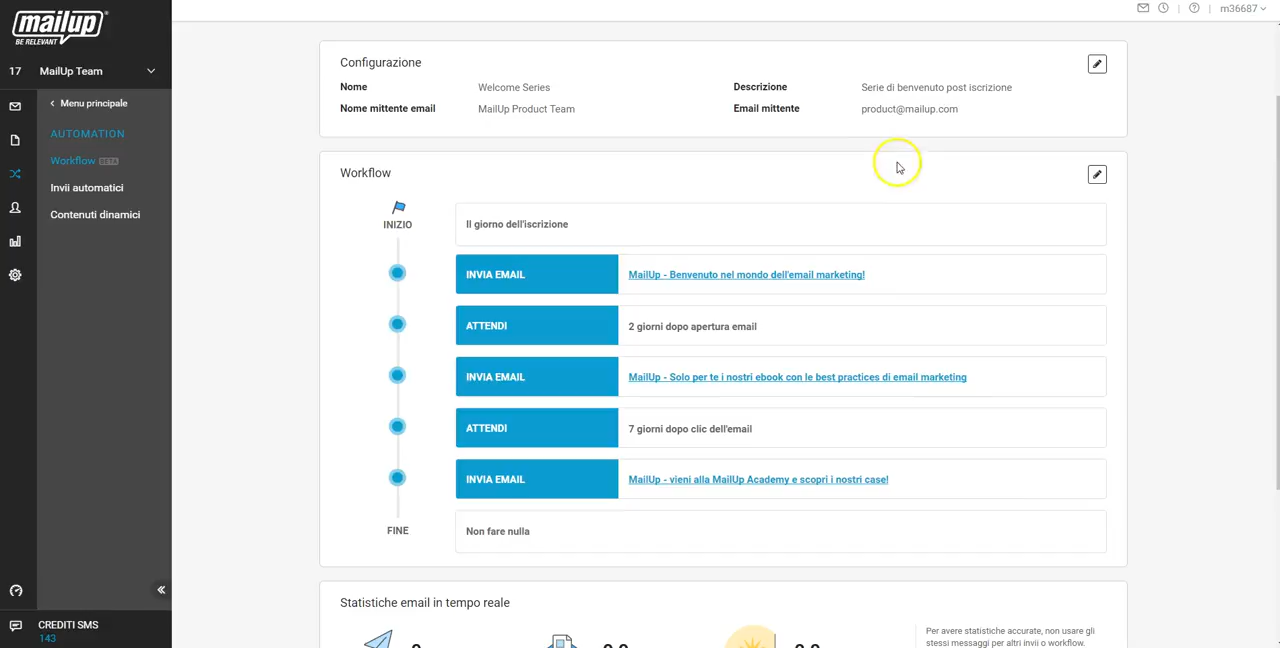 mailup
BE RELEVANT
m36687
17 MailUp Team
Menu principale
AUTOMATION
Workflow BETA
Invii automatici
Contenuti dinamici
CREDITI SMS
143
Configurazione
Nome Welcome Series Descrizione Serie di benvenuto post iscrizione
Nome mittente email MailUp Product Team Email mittente product@mailup.com
Workflow
INIZIO Il giorno dell'iscrizione
INVIA EMAIL MailUp - Benvenuto nel mondo dell'email marketing!
ATTENDI 2 giorni dopo apertura email
INVIA EMAIL MailUp - Solo per te i nostri ebook con le best practices di email marketing
ATTENDI 7 giorni dopo clic dell'email
INVIA EMAIL MailUp - vieni alla MailUp Academy e scopri i nostri case!
FINE Non fare nulla
Statistiche email in tempo reale
Per avere statistiche accurate, non usare gli
stessi messaggi per altri invii o workflow.